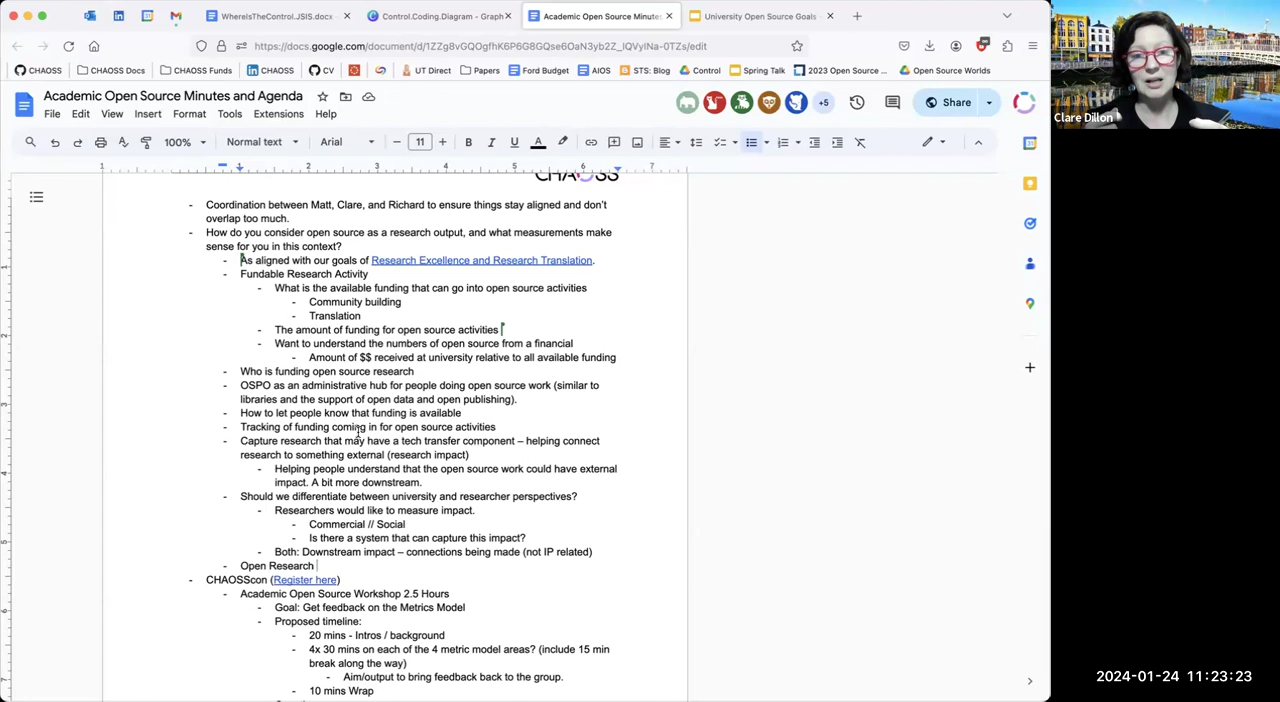 WhereIsTheControl.JSIS.docx
Control.Coding.Diagram - Graph
Academic Open Source Minutes
University Open Source Goals
https://docs.google.com/document/d/
/edit
CHAOSS
CHAOSS Docs
CHAOSS Funds
CHAOSS
CV
UT Direct
Papers
Ford Budget
AIOS
STS: Blog
Control
Spring Talk
2023 Open Source ...
Open Source Worlds
Academic Open Source Minutes and Agenda
File Edit View Insert Format Tools Extensions Help
+5
Share
100%
Normal text
Arial
11
CHAOSS
- Coordination between Matt, Clare, and Richard to ensure things stay aligned and don't
overlap too much.
- How do you consider open source as a research output, and what measurements make
sense for you in this context?
- As aligned with our goals of Research Excellence and Research Translation.
- Fundable Research Activity
- What is the available funding that can go into open source activities
- Community building
- Translation
- The amount of funding for open source activities
- Want to understand the numbers of open source from a financial
- Amount of $$ received at university relative to all available funding
- Who is funding open source research
- OSPO as an administrative hub for people doing open source work (similar to
libraries and the support of open data and open publishing).
- How to let people know that funding is available
- Tracking of funding coming in for open source activities
- Capture research that may have a tech transfer component – helping connect
research to something external (research impact)
- Helping people understand that the open source work could have external
impact. A bit more downstream.
- Should we differentiate between university and researcher perspectives?
- Researchers would like to measure impact.
- Commercial // Social
- Is there a system that can capture this impact?
- Both: Downstream impact – connections being made (not IP related)
- Open Research
- CHAOSScon (Register here)
- Academic Open Source Workshop 2.5 Hours
- Goal: Get feedback on the Metrics Model
- Proposed timeline:
- 20 mins - Intros / background
- 4x 30 mins on each of the 4 metric model areas? (include 15 min
break along the way)
- Aim/output to bring feedback back to the group.
- 10 mins Wrap
Clare Dillon
2024-01-24 11:23:23